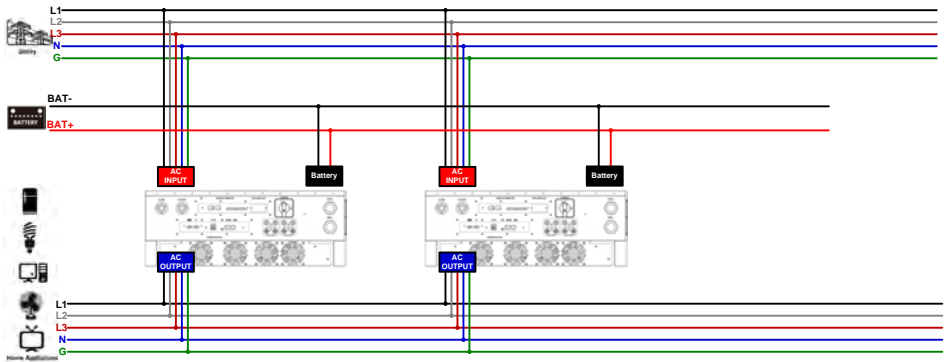 L1
L2
L3
N
G
Utility
BAT-
BATTERY
BAT+
AC
INPUT
Battery
AC
INPUT
Battery
AC
OUTPUT
AC
OUTPUT
L1
L2
L3
N
G
Home Appliances